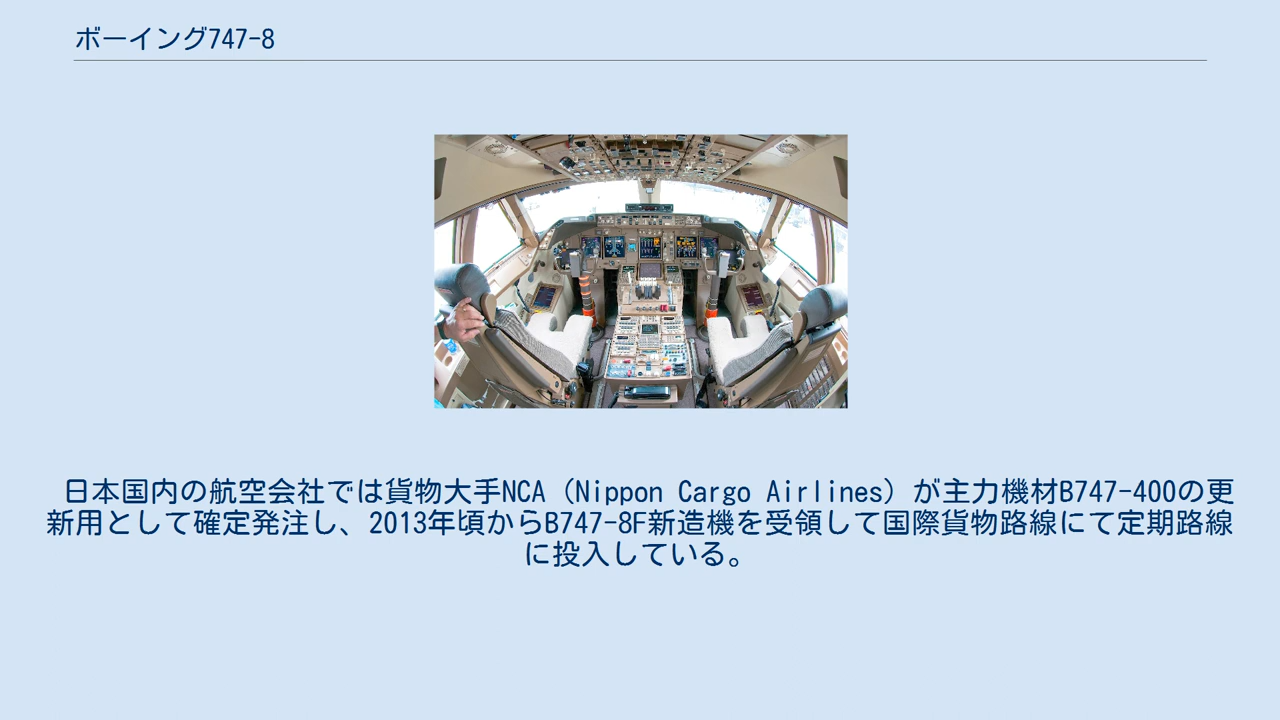 ボーイング747-8
日本国内の航空会社では貨物大手NCA（Nippon Cargo Airlines）が主力機材B747-400の更
新用として確定発注し、2013年頃からB747-8F新造機を受領して国際貨物路線にて定期路線
に投入している。